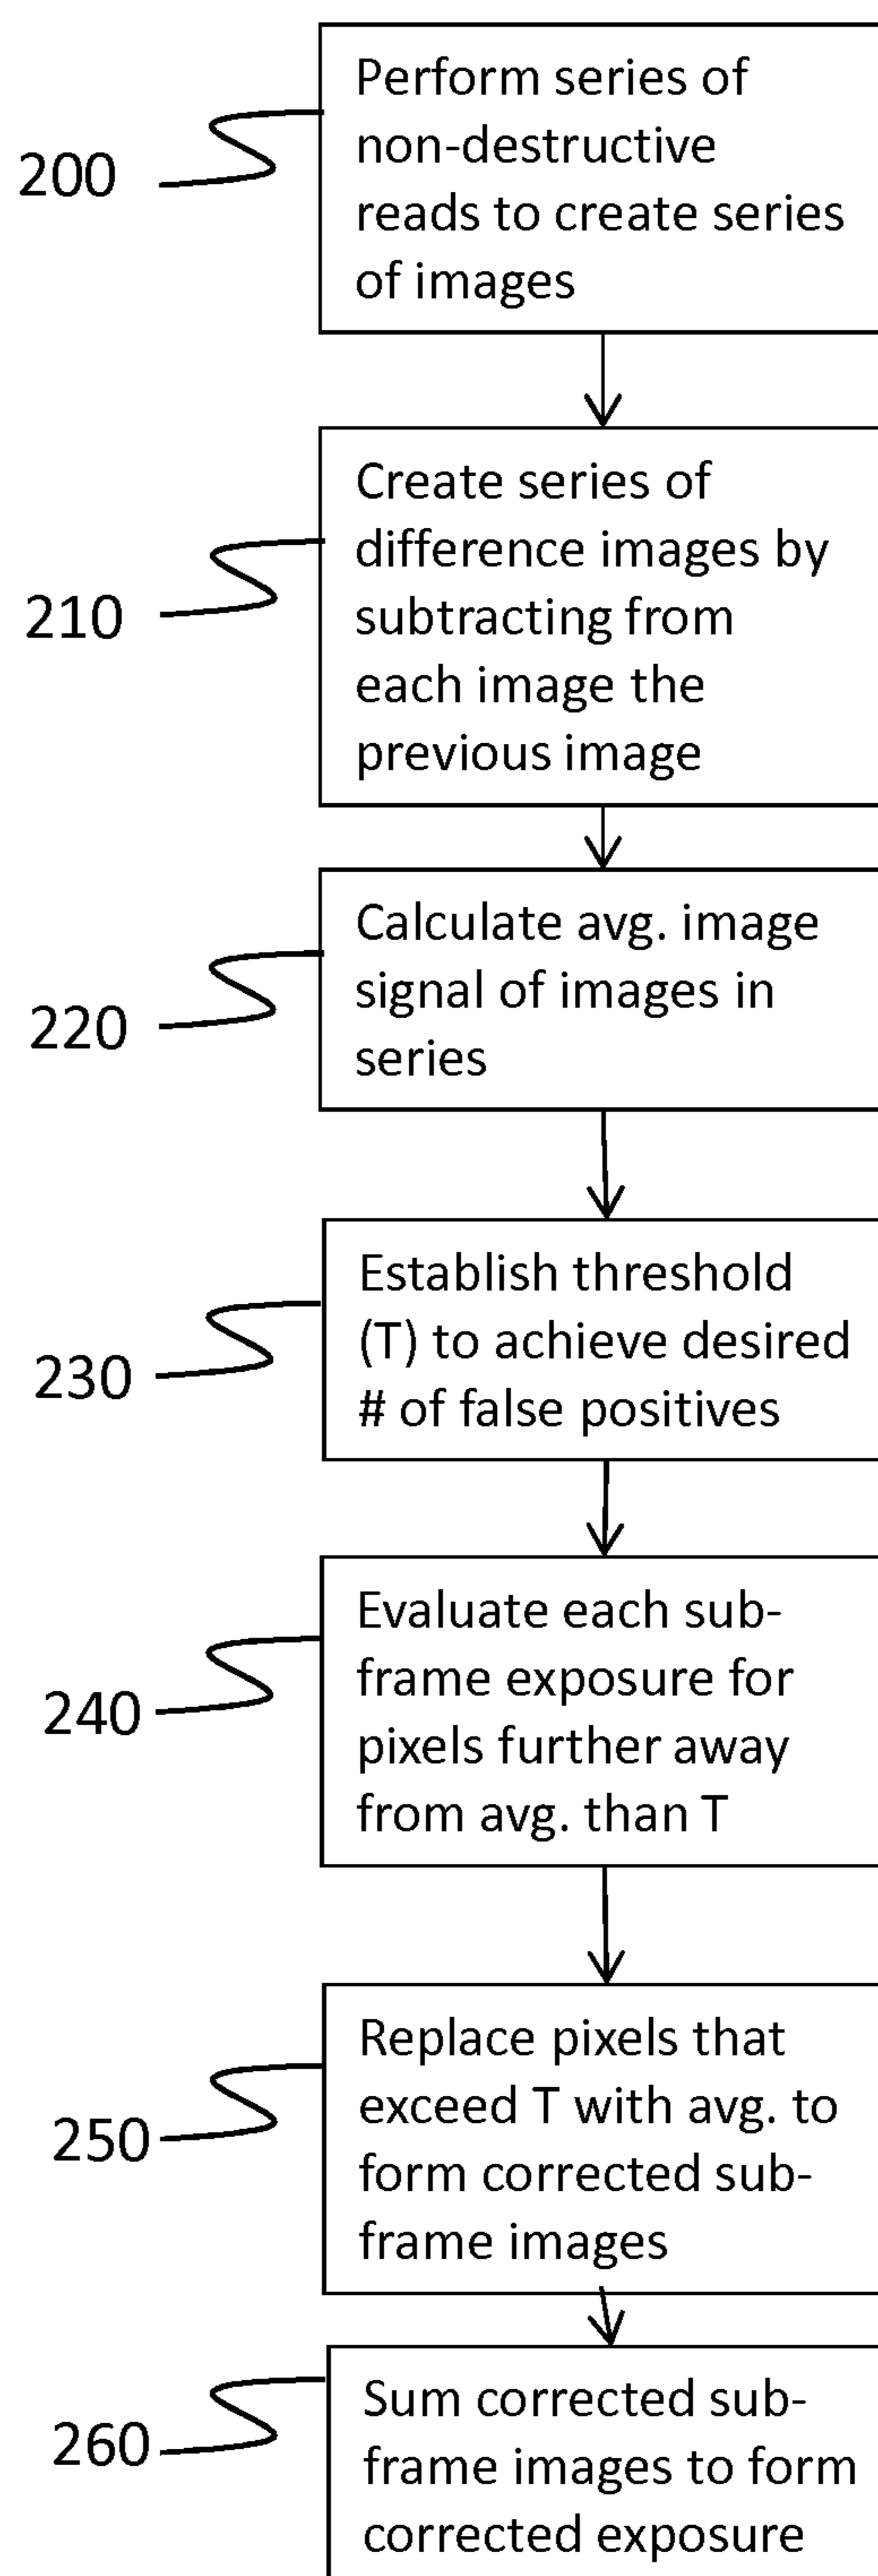 Perform series of
non-destructive
reads to create series
of images
200
Create series of
difference images by
subtracting from
each image the
previous image
210
Calculate avg. image
signal of images in
series
220
Establish threshold
(T) to achieve desired
# of false positives
230
Evaluate each sub-
frame exposure for
pixels further away
from avg. than T
240
Replace pixels that
exceed T with avg. to
form corrected sub-
frame images
250
Sum corrected sub-
frame images to form
corrected exposure
260